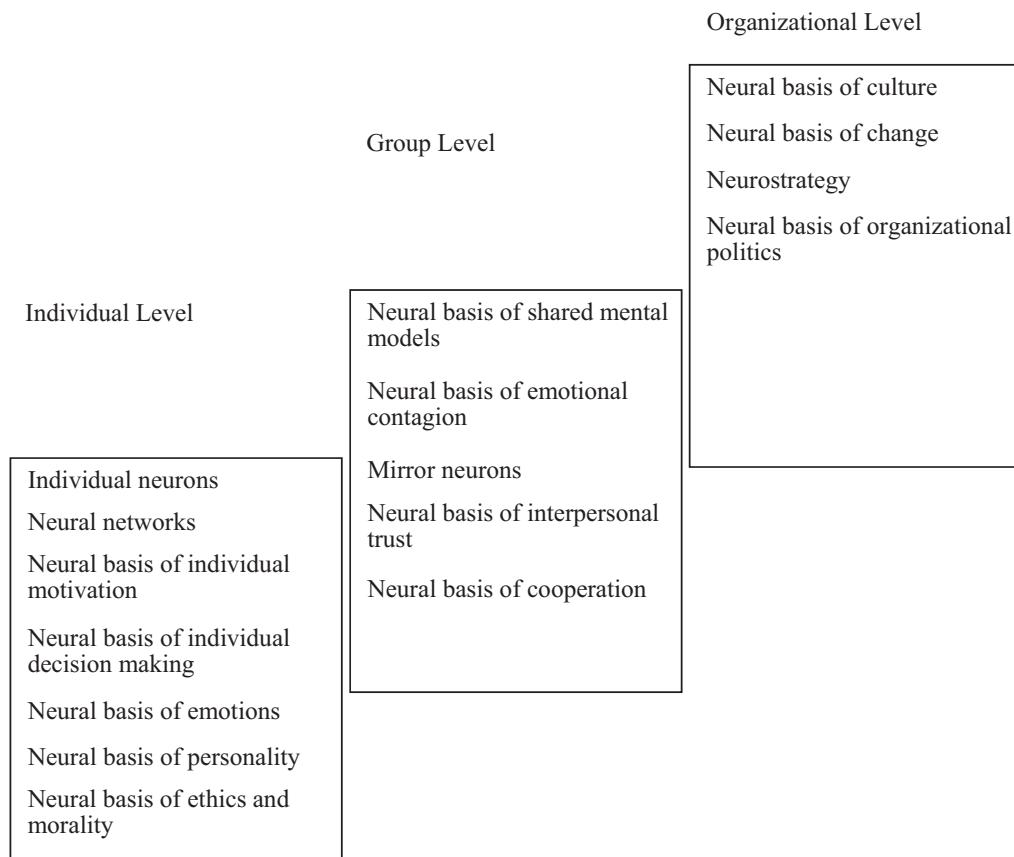 Organizational Level
Neural basis of culture
Neural basis of change
Neurostrategy
Neural basis of organizational
politics
Group Level
Neural basis of shared mental
models
Neural basis of emotional
contagion
Mirror neurons
Neural basis of interpersonal
trust
Neural basis of cooperation
Individual Level
Individual neurons
Neural networks
Neural basis of individual
motivation
Neural basis of individual
decision making
Neural basis of emotions
Neural basis of personality
Neural basis of ethics and
morality